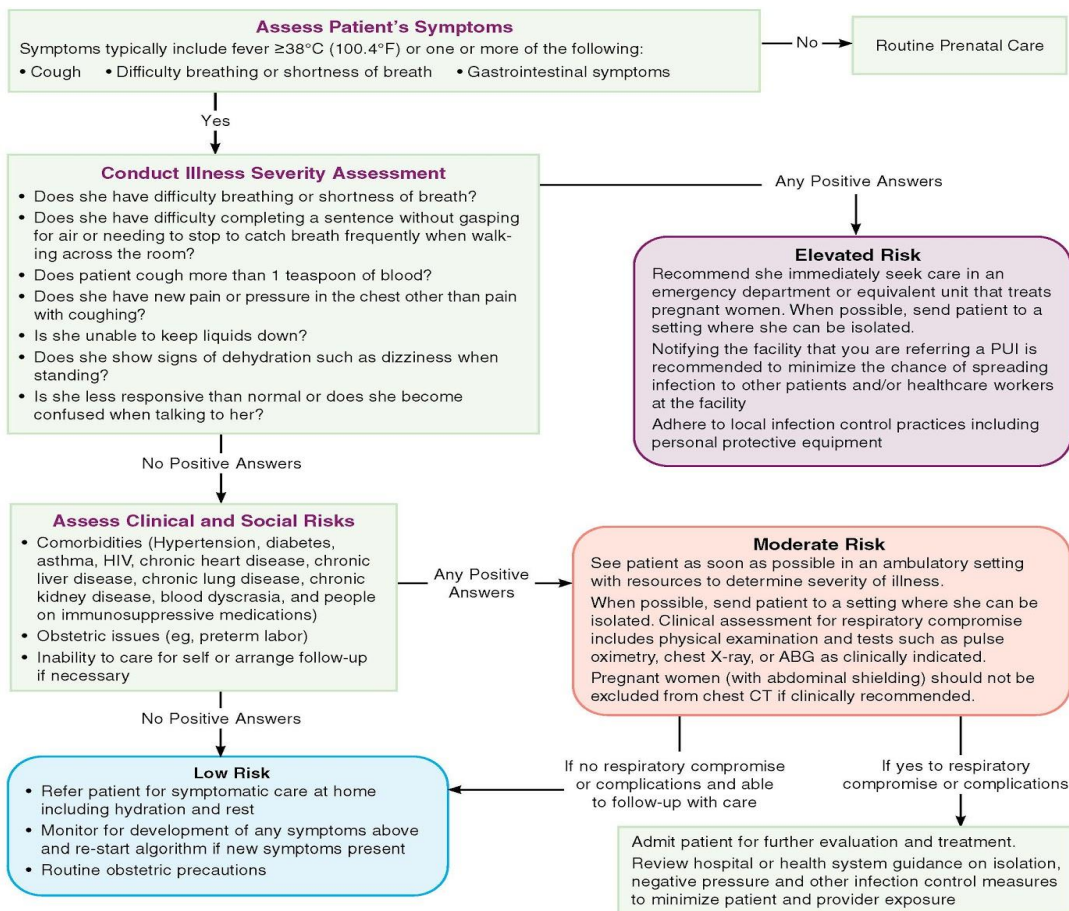 Assess Patient's Symptoms
Symptoms typically include fever ≥38°C (100.4°F) or one or more of the following:
• Cough • Difficulty breathing or shortness of breath • Gastrointestinal symptoms
No
Routine Prenatal Care
Yes
Conduct Illness Severity Assessment
• Does she have difficulty breathing or shortness of breath?
• Does she have difficulty completing a sentence without gasping
for air or needing to stop to catch breath frequently when walk-
ing across the room?
• Does patient cough more than 1 teaspoon of blood?
• Does she have new pain or pressure in the chest other than pain
with coughing?
• Is she unable to keep liquids down?
• Does she show signs of dehydration such as dizziness when
standing?
• Is she less responsive than normal or does she become
confused when talking to her?
Any Positive Answers
Elevated Risk
Recommend she immediately seek care in an
emergency department or equivalent unit that treats
pregnant women. When possible, send patient to a
setting where she can be isolated.
Notifying the facility that you are referring a PUI is
recommended to minimize the chance of spreading
infection to other patients and/or healthcare workers
at the facility
Adhere to local infection control practices including
personal protective equipment
No Positive Answers
Assess Clinical and Social Risks
• Comorbidities (Hypertension, diabetes,
asthma, HIV, chronic heart disease, chronic
liver disease, chronic lung disease, chronic
kidney disease, blood dyscrasia, and people
on immunosuppressive medications)
• Obstetric issues (eg, preterm labor)
• Inability to care for self or arrange follow-up
if necessary
Any Positive
Answers
Moderate Risk
See patient as soon as possible in an ambulatory setting
with resources to determine severity of illness.
When possible, send patient to a setting where she can be
isolated. Clinical assessment for respiratory compromise
includes physical examination and tests such as pulse
oximetry, chest X-ray, or ABG as clinically indicated.
Pregnant women (with abdominal shielding) should not be
excluded from chest CT if clinically recommended.
No Positive Answers
Low Risk
• Refer patient for symptomatic care at home
including hydration and rest
• Monitor for development of any symptoms above
and re-start algorithm if new symptoms present
• Routine obstetric precautions
If no respiratory compromise
or complications and able
to follow-up with care
If yes to respiratory
compromise or complications
Admit patient for further evaluation and treatment.
Review hospital or health system guidance on isolation,
negative pressure and other infection control measures
to minimize patient and provider exposure